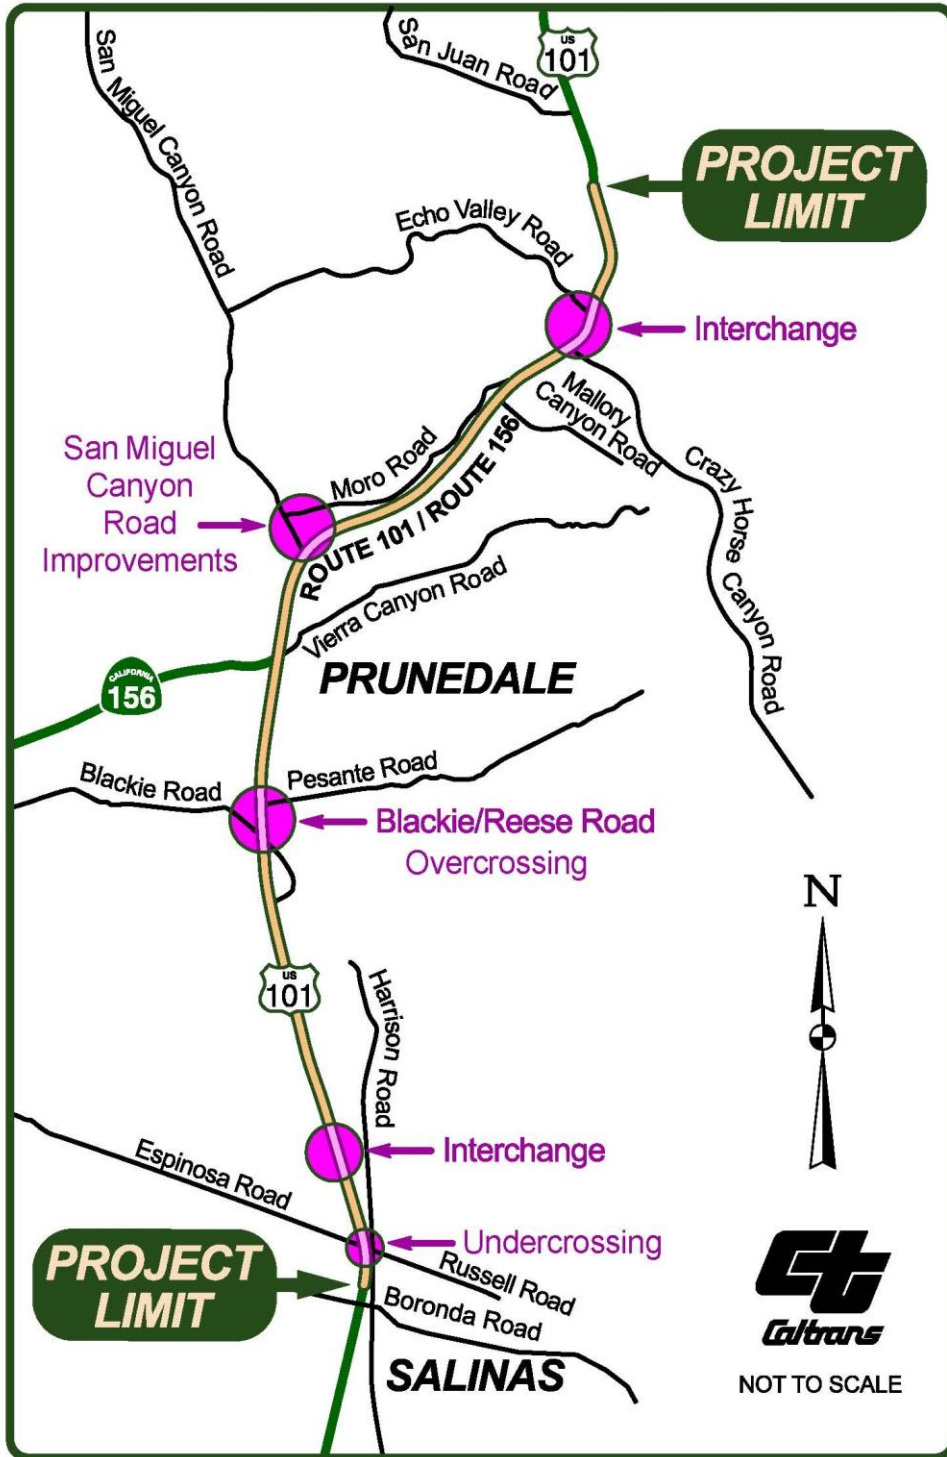 San Juan Road
US
101
San Miguel Canyon Road
PROJECT
LIMIT
Echo Valley Road
Interchange
Mallory
Canyon Road
San Miguel
Canyon
Road
Improvements
Moro Road
ROUTE 101 / ROUTE 156
Crazy Horse Canyon Road
Vierra Canyon Road
CALIFORNIA
156
PRUNEDALE
Blackie Road
Pesante Road
Blackie/Reese Road
Overcrossing
N
US
101
Harrison Road
Interchange
Espinosa Road
Undercrossing
PROJECT
LIMIT
Russell Road
Boronda Road
SALINAS
CT
Caltrans
NOT TO SCALE